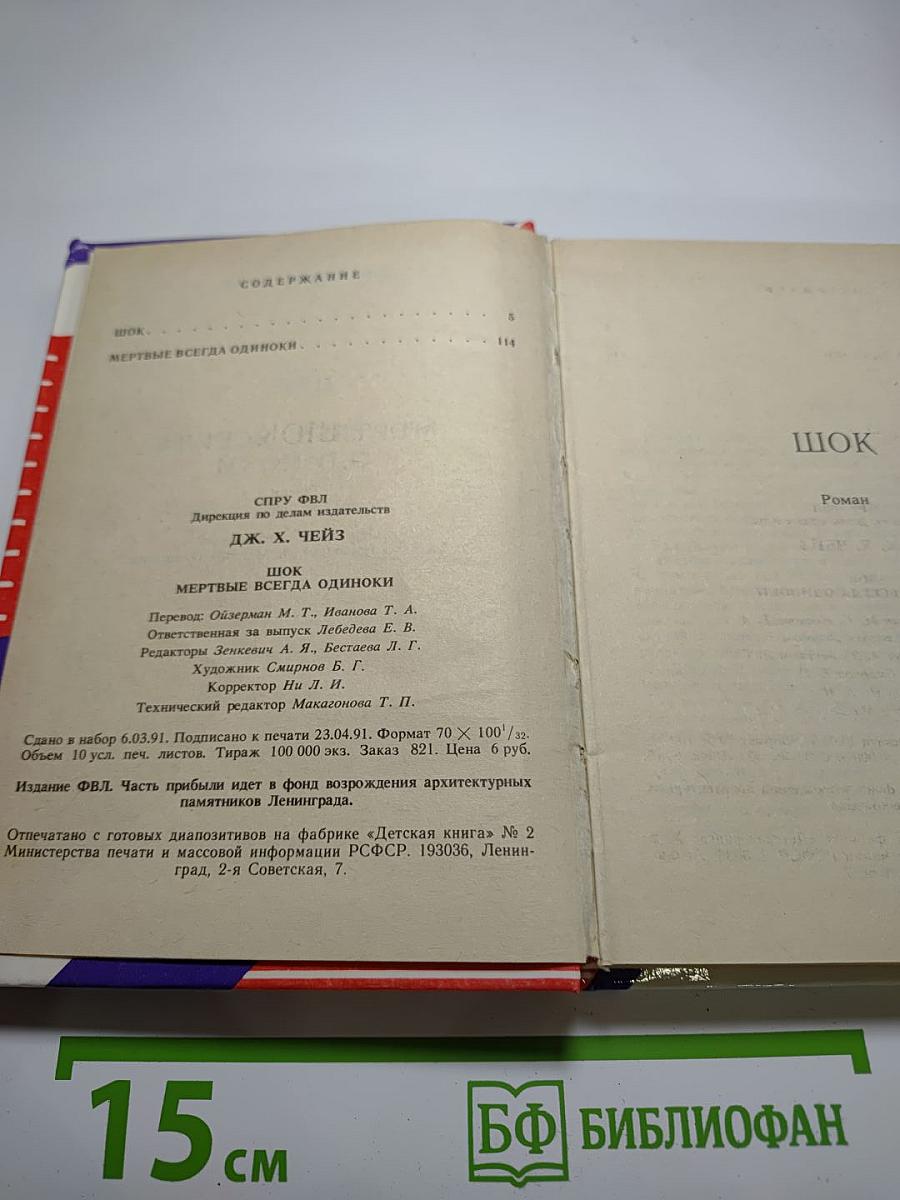 СОДЕРЖАНИЕ
ШОК. . . . . . . . . . . . . . . . . . . . 5
МЕРТВЫЕ ВСЕГДА ОДИНОКИ. . . . . . . . . . . . 114
СПРУ ФВЛ
Дирекция по делам издательств
ДЖ. Х. ЧЕЙЗ
ШОК
МЕРТВЫЕ ВСЕГДА ОДИНОКИ
Перевод: Ойзерман М. Т., Иванова Т. А.
Ответственная за выпуск Лебедева Е. В.
Редакторы Зенкевич А. Я., Бестаева Л. Г.
Художник Смирнов Б. Г.
Корректор Ни Л. И.
Технический редактор Макагонова Т. П.
Сдано в набор 6.03.91. Подписано к печати 23.04.91. Формат 70 × 100¹/₃₂.
Объем 10 усл. печ. листов. Тираж 100 000 экз. Заказ 821. Цена 6 руб.
Издание ФВЛ. Часть прибыли идет в фонд возрождения архитектурных
памятников Ленинграда.
Отпечатано с готовых диапозитивов на фабрике «Детская книга» № 2
Министерства печати и массовой информации РСФСР. 193036, Ленин-
град, 2-я Советская, 7.
ШОК
Роман
15 см
БФ БИБЛИОФАН